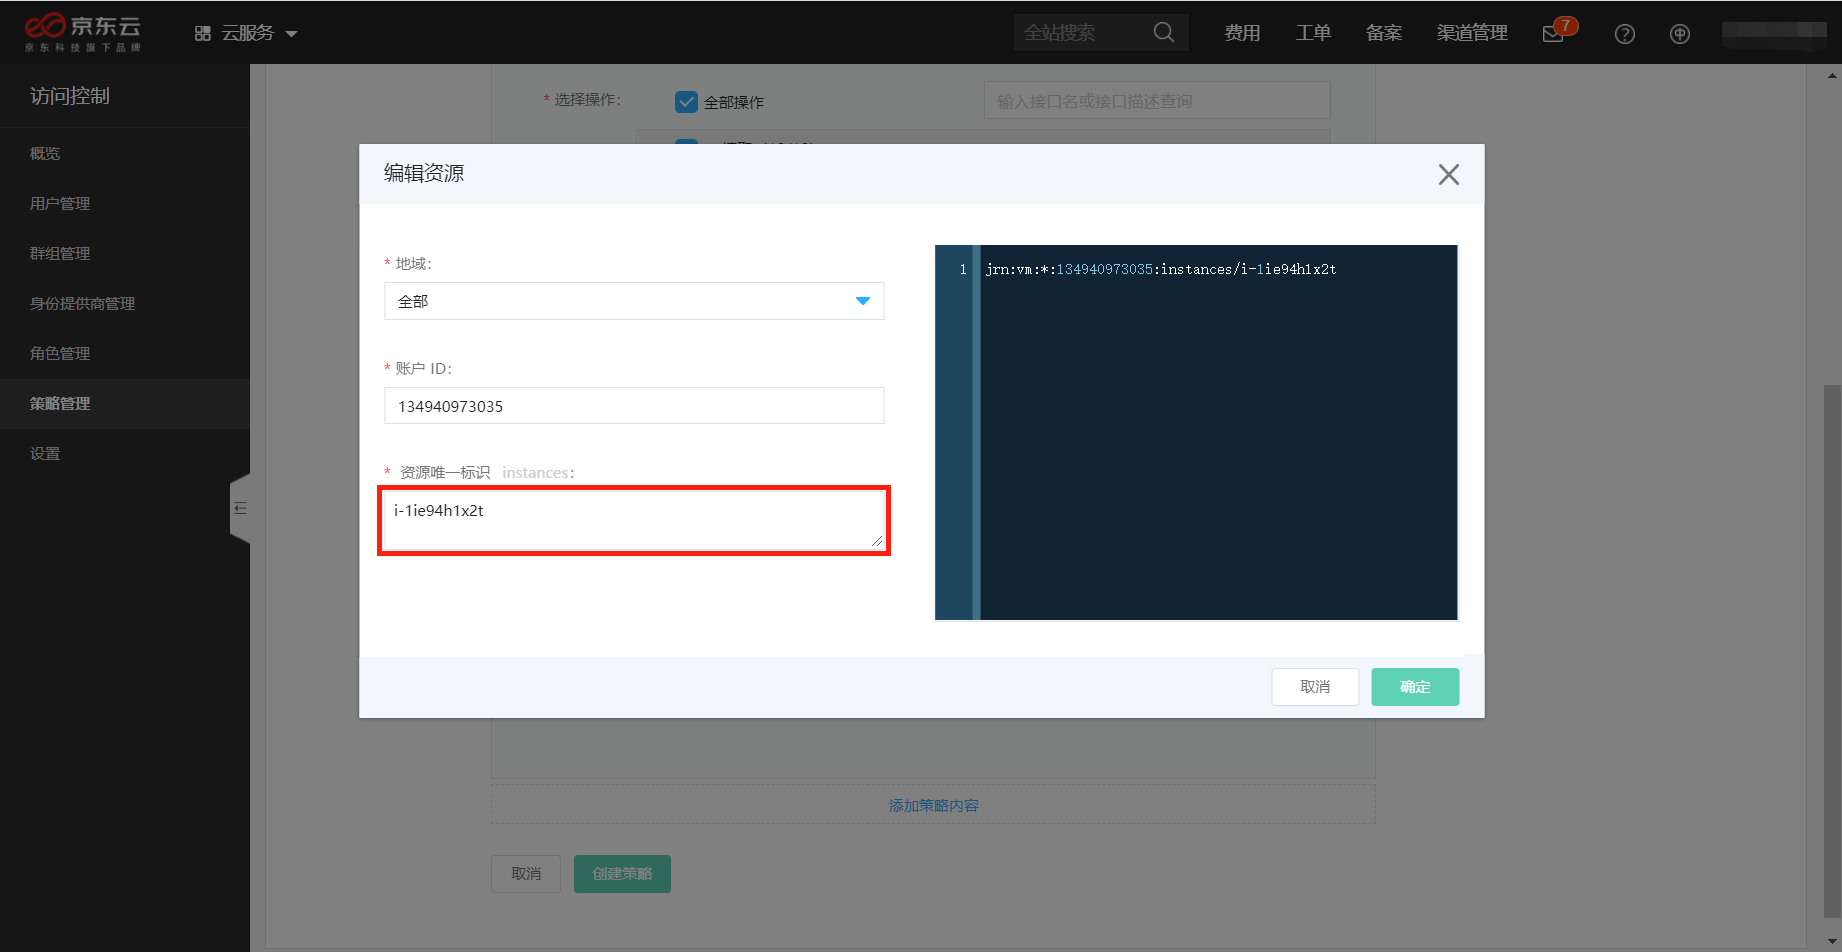 京东云
京东科技旗下品牌
云服务
全站搜索
费用
工单
备案
渠道管理
7
访问控制
概览
用户管理
群组管理
身份提供商管理
角色管理
策略管理
设置
* 选择操作：
全部操作
输入接口名或接口描述查询
编辑资源
* 地域：
全部
* 账户 ID：
134940973035
* 资源唯一标识 instances：
i-1ie94h1x2t
1 jrn:vm:*:134940973035:instances/i-1ie94h1x2t
取消
确定
添加策略内容
取消
创建策略